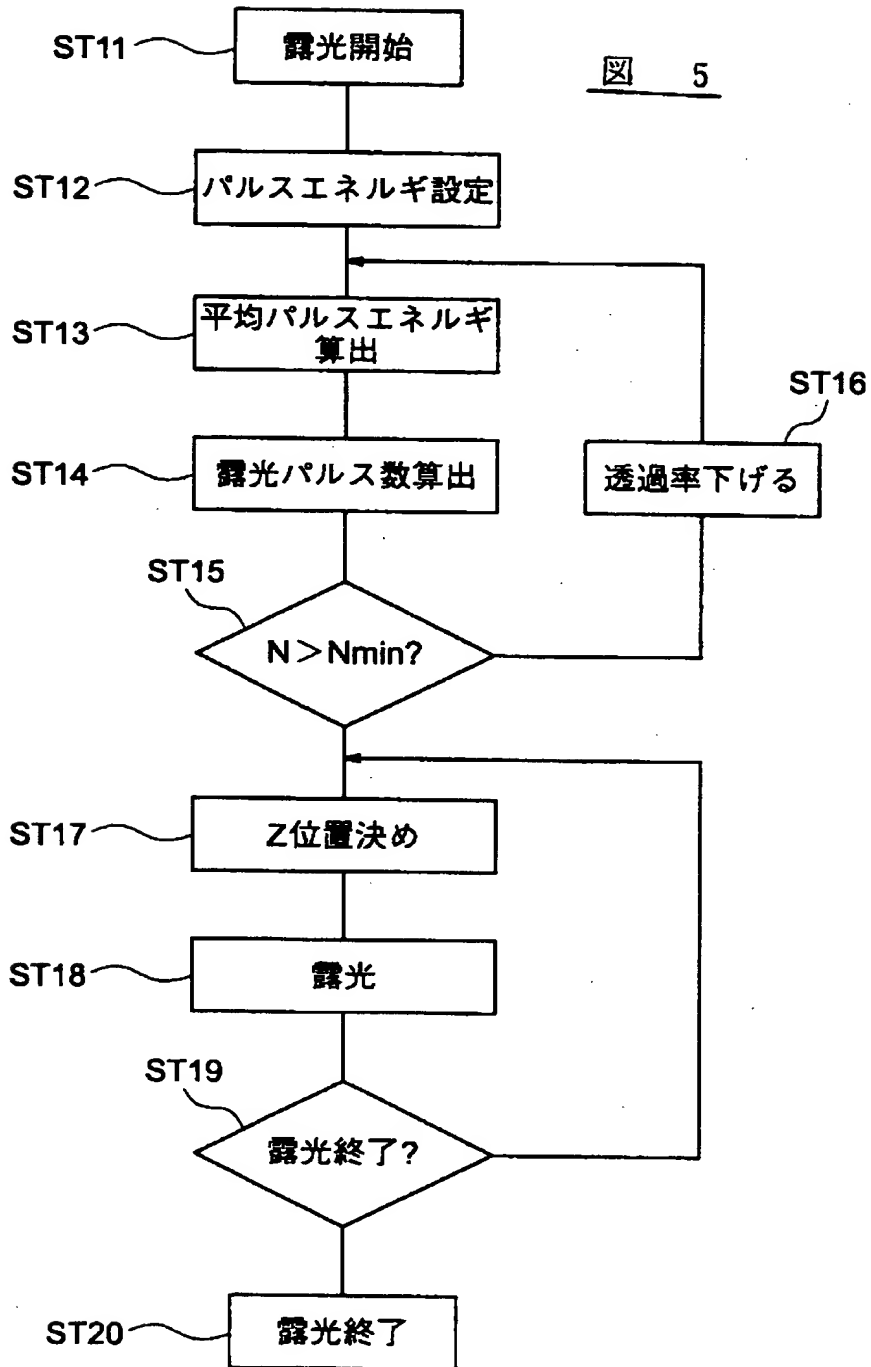 図 5
ST11
露光開始
ST12
パルスエネルギ設定
ST13
平均パルスエネルギ
算出
ST14
露光パルス数算出
ST15
N>Nmin?
ST16
透過率下げる
ST17
Z位置決め
ST18
露光
ST19
露光終了?
ST20
露光終了